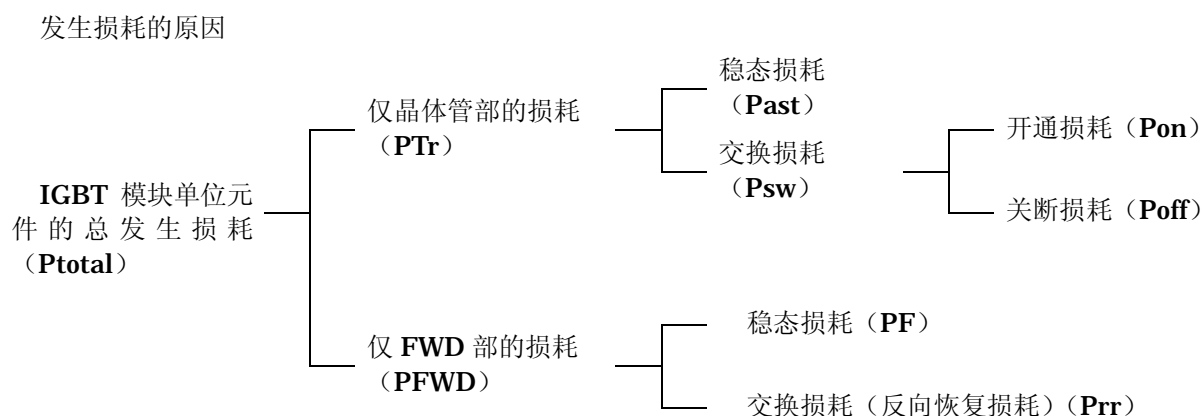 发生损耗的原因
IGBT 模块单位元
件的总发生损耗
（Ptotal）
仅晶体管部的损耗
（PTr）
稳态损耗
（Past）
交换损耗
（Psw）
开通损耗（Pon）
关断损耗（Poff）
仅 FWD 部的损耗
（PFWD）
稳态损耗（PF）
交换损耗（反向恢复损耗）（Prr）